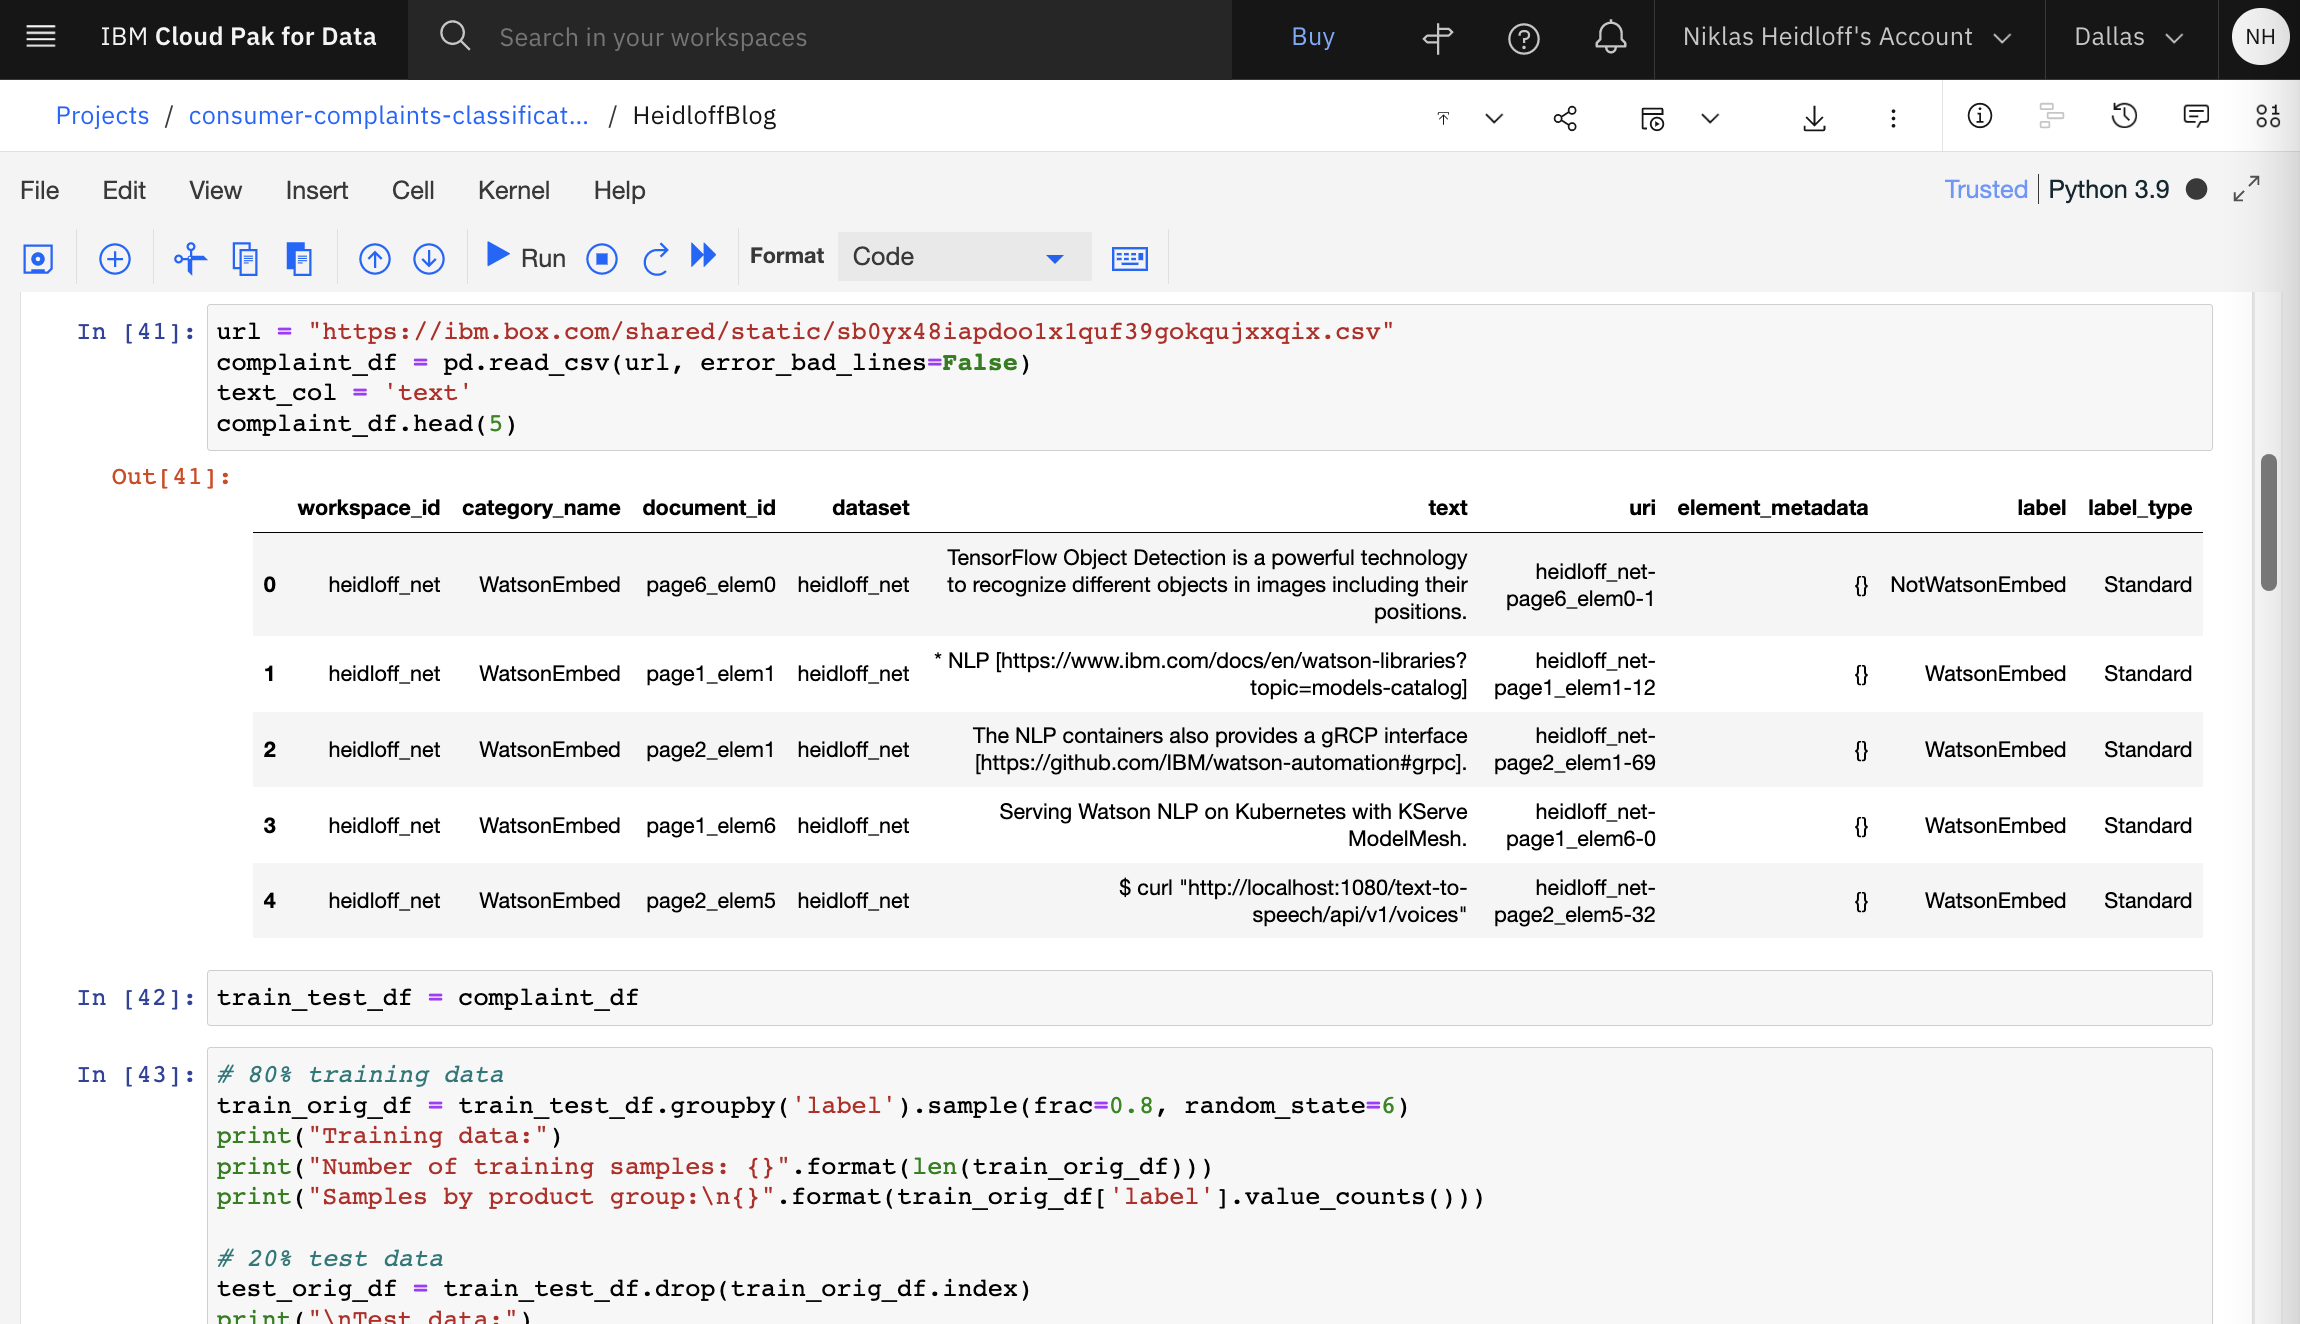 IBM Cloud Pak for Data
Search in your workspaces
Buy
Niklas Heidloff's Account
Dallas
NH
Projects / consumer-complaints-classificat... / HeidloffBlog
File Edit View Insert Cell Kernel Help
Trusted Python 3.9
Run
Format Code
In [41]: url = "https://ibm.box.com/shared/static/sb0yx48iapdoo1x1quf39gokqujxxqix.csv"
complaint_df = pd.read_csv(url, error_bad_lines=False)
text_col = 'text'
complaint_df.head(5)
Out[41]:
workspace_id category_name document_id dataset text uri element_metadata label label_type
TensorFlow Object Detection is a powerful technology
to recognize different objects in images including their
positions.
heidloff_net-
page6_elem0-1
0 heidloff_net WatsonEmbed page6_elem0 heidloff_net {} NotWatsonEmbed Standard
* NLP [https://www.ibm.com/docs/en/watson-libraries?
topic=models-catalog]
heidloff_net-
page1_elem1-12
1 heidloff_net WatsonEmbed page1_elem1 heidloff_net {} WatsonEmbed Standard
The NLP containers also provides a gRCP interface
[https://github.com/IBM/watson-automation#grpc].
heidloff_net-
page2_elem1-69
2 heidloff_net WatsonEmbed page2_elem1 heidloff_net {} WatsonEmbed Standard
Serving Watson NLP on Kubernetes with KServe
ModelMesh.
heidloff_net-
page1_elem6-0
3 heidloff_net WatsonEmbed page1_elem6 heidloff_net {} WatsonEmbed Standard
$ curl "http://localhost:1080/text-to-
speech/api/v1/voices"
heidloff_net-
page2_elem5-32
4 heidloff_net WatsonEmbed page2_elem5 heidloff_net {} WatsonEmbed Standard
In [42]: train_test_df = complaint_df
In [43]: # 80% training data
train_orig_df = train_test_df.groupby('label').sample(frac=0.8, random_state=6)
print("Training data:")
print("Number of training samples: {}".format(len(train_orig_df)))
print("Samples by product group:\n{}".format(train_orig_df['label'].value_counts()))
# 20% test data
test_orig_df = train_test_df.drop(train_orig_df.index)
print("\nTest data:")